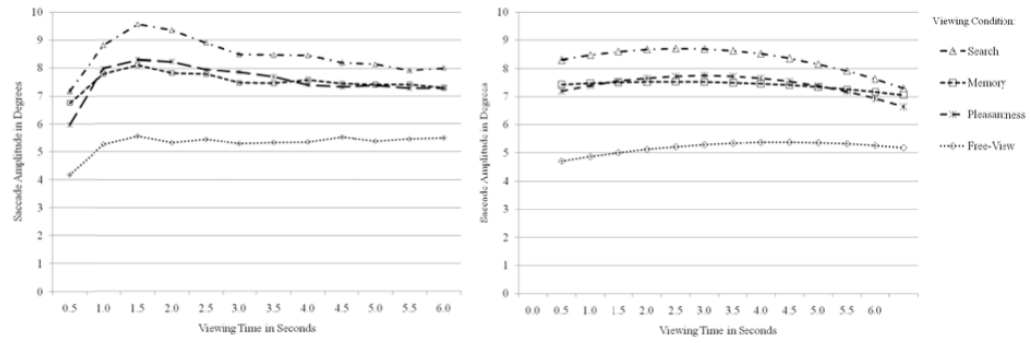 10
9
8
7
6
5
4
3
2
1
0
Saccade Amplitude in Degrees
0.5 1.0 1.5 2.0 2.5 3.0 3.5 4.0 4.5 5.0 5.5 6.0
Viewing Time in Seconds
10
9
8
7
6
5
4
3
2
1
0
Saccade Amplitude in Degrees
0.0 0.5 1.0 1.5 2.0 2.5 3.0 3.5 4.0 4.5 5.0 5.5 6.0
Viewing Time in Seconds
Viewing Condition:
Search
Memory
Pleasantness
Free-View